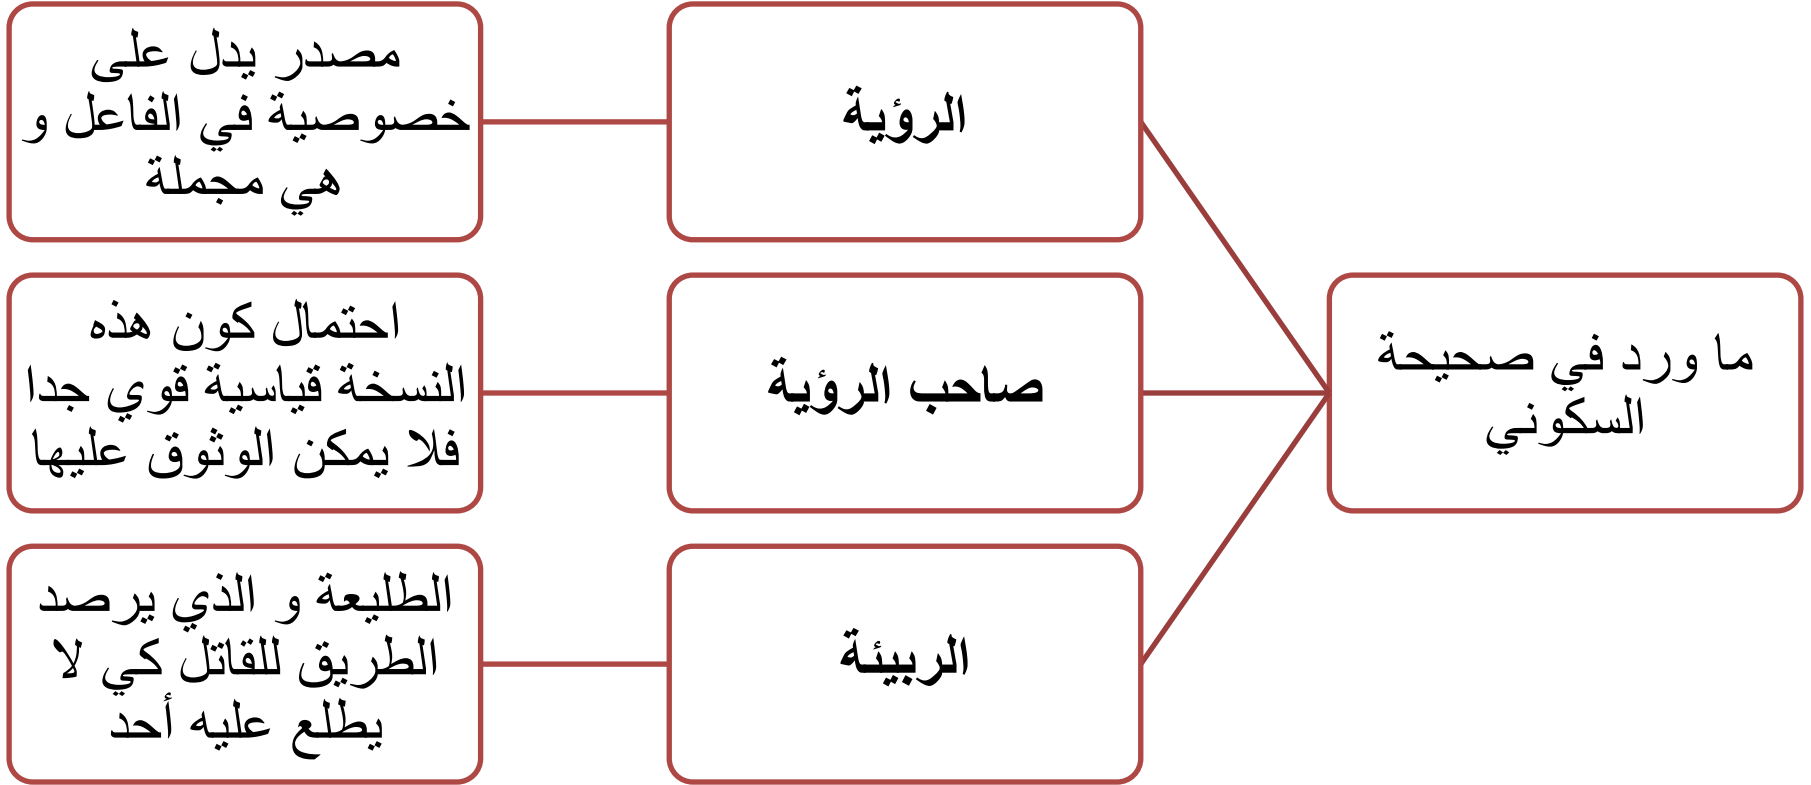 ما ورد في صحيحة
السكوني
الرؤية
مصدر يدل على
خصوصية في الفاعل و
هي مجملة
صاحب الرؤية
احتمال كون هذه
النسخة قياسية قوي جدا
فلا يمكن الوثوق عليها
الربيئة
الطليعة و الذي يرصد
الطريق للقاتل كي لا
يطلع عليه أحد